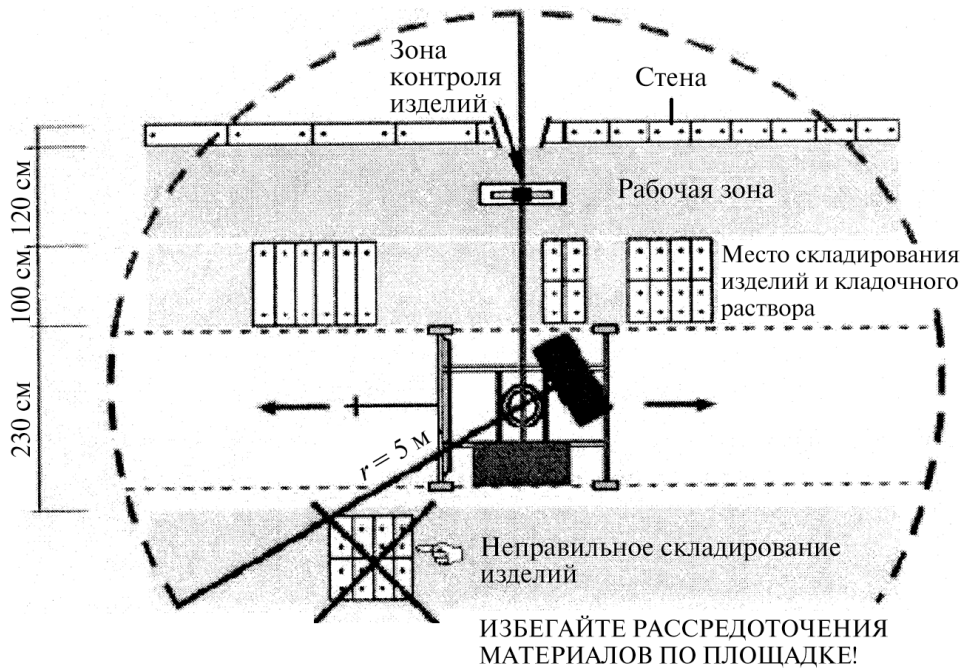 Зона
контроля
изделий
Стена
Рабочая зона
Место складирования
изделий и кладочного
раствора
120 см
100 см,
230 см
r = 5 м
Неправильное складирование
изделий
ИЗБЕГАЙТЕ РАССРЕДОТОЧЕНИЯ
МАТЕРИАЛОВ ПО ПЛОЩАДКЕ!